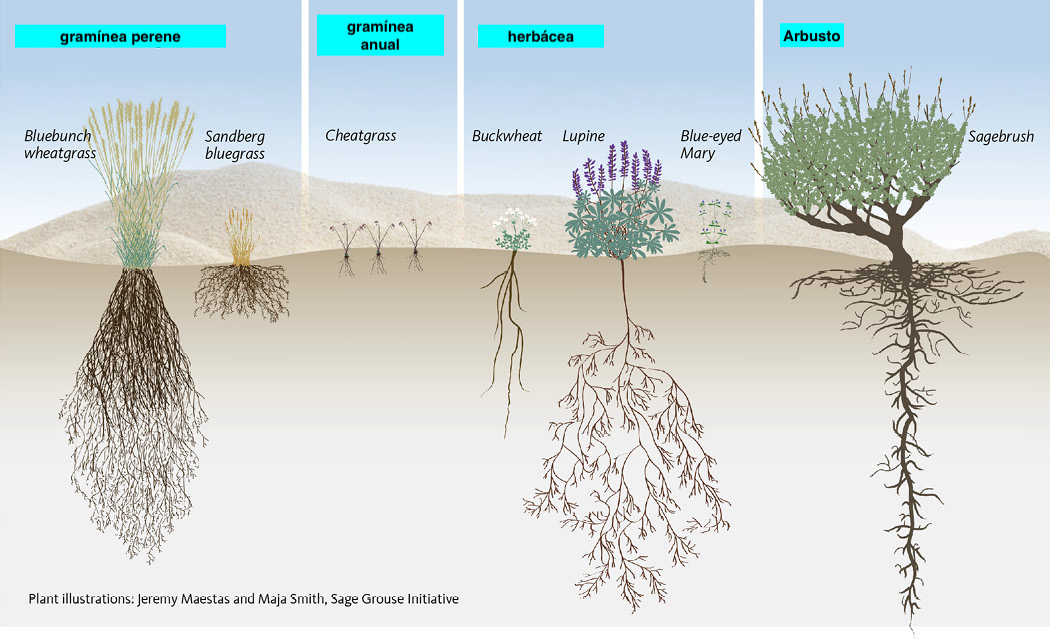 gramínea perene
gramínea
anual
herbácea
Arbusto
Bluebunch
wheatgrass
Sandberg
bluegrass
Cheatgrass
Buckwheat
Lupine
Blue-eyed
Mary
Sagebrush
Plant illustrations: Jeremy Maestas and Maja Smith, Sage Grouse Initiative